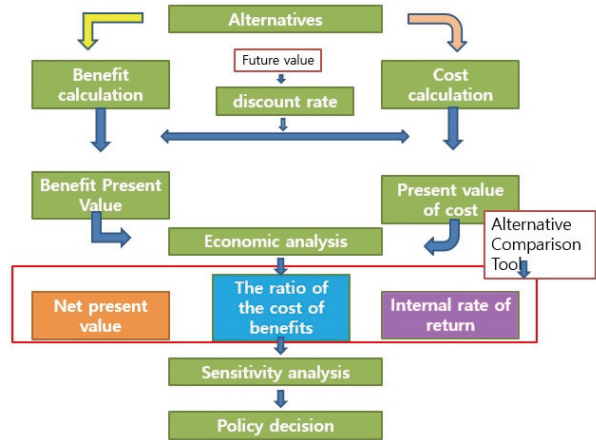 Alternatives
Future value
Benefit
calculation
discount rate
Cost
calculation
Benefit Present
Value
Present value
of cost
Alternative
Comparison
Tool
Economic analysis
Net present
value
The ratio of
the cost of
benefits
Internal rate of
return
Sensitivity analysis
Policy decision